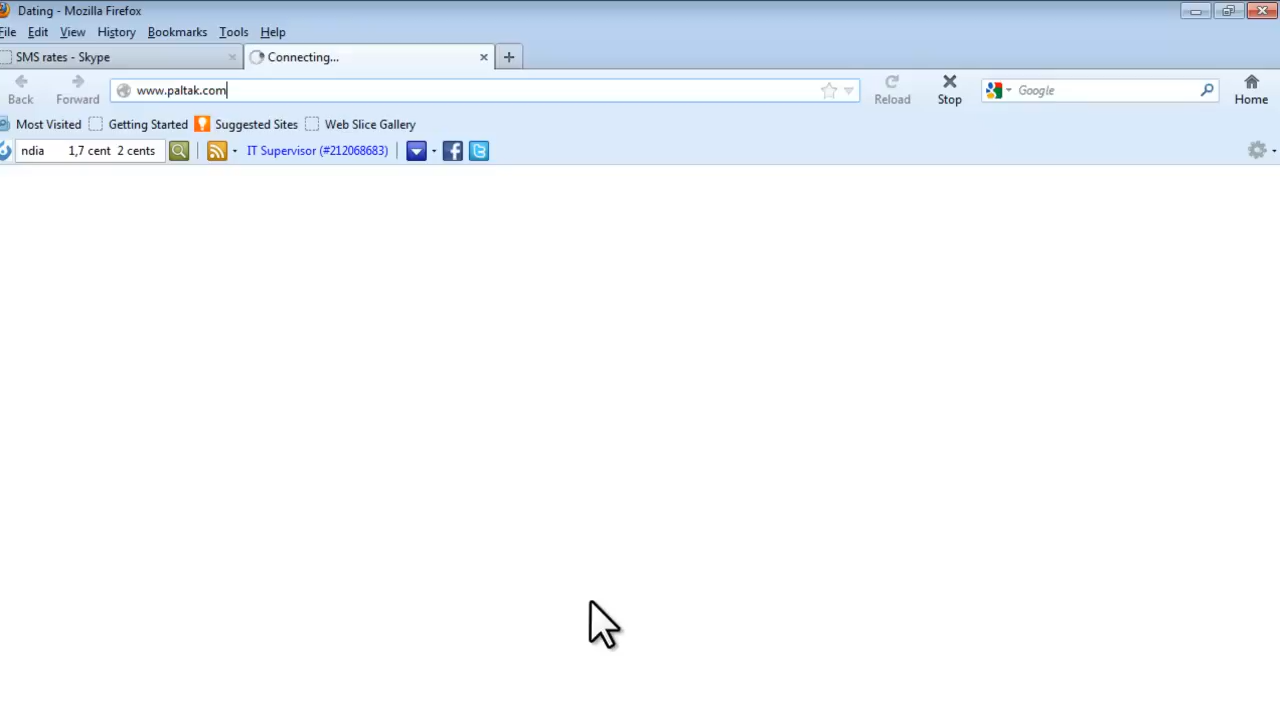 Dating - Mozilla Firefox
File Edit View History Bookmarks Tools Help
SMS rates - Skype
Connecting...
Back Forward www.paltak.com Reload Stop Google Home
Most Visited Getting Started Suggested Sites Web Slice Gallery
ndia 1,7 cent 2 cents IT Supervisor (#212068683)